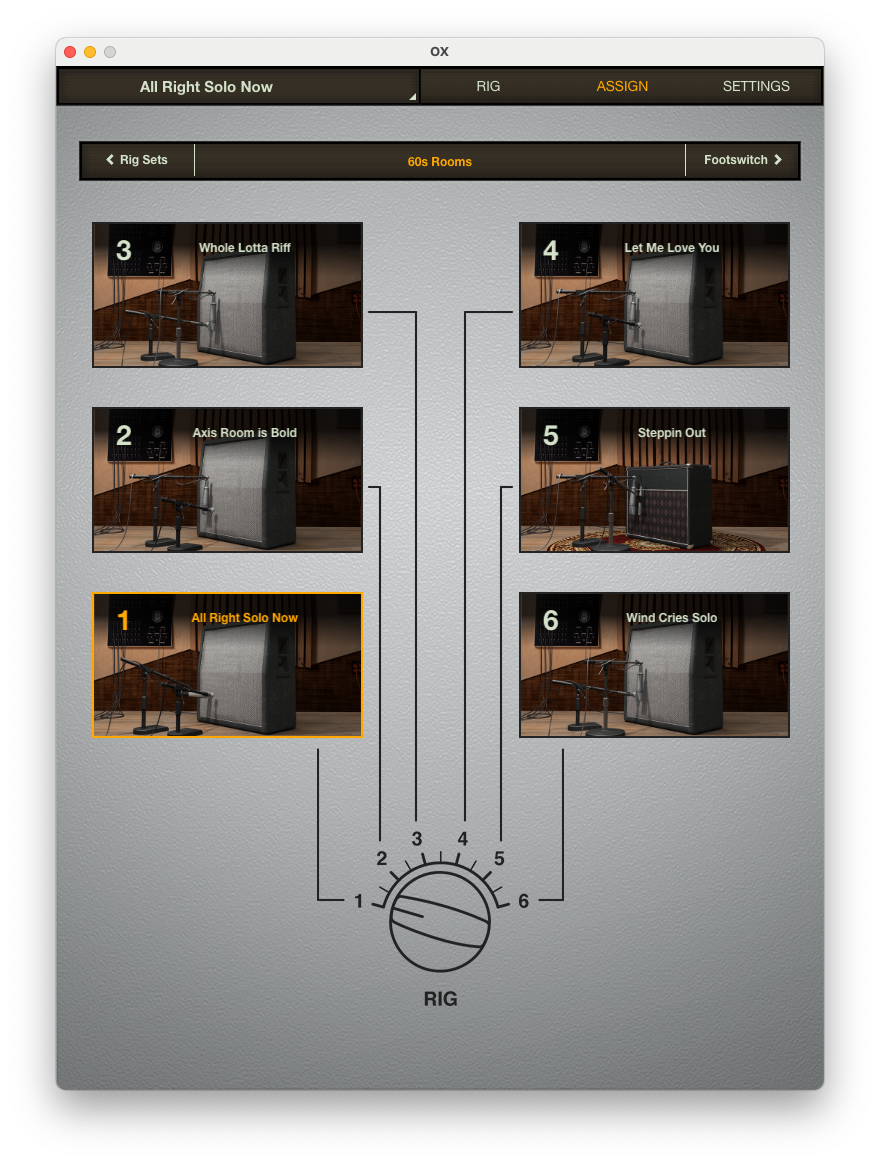 OX
All Right Solo Now
RIG
ASSIGN
SETTINGS
Rig Sets
60s Rooms
Footswitch
3
Whole Lotta Riff
4
Let Me Love You
2
Axis Room is Bold
5
Steppin Out
1
All Right Solo Now
6
Wind Cries Solo
3
4
2
5
1
6
RIG